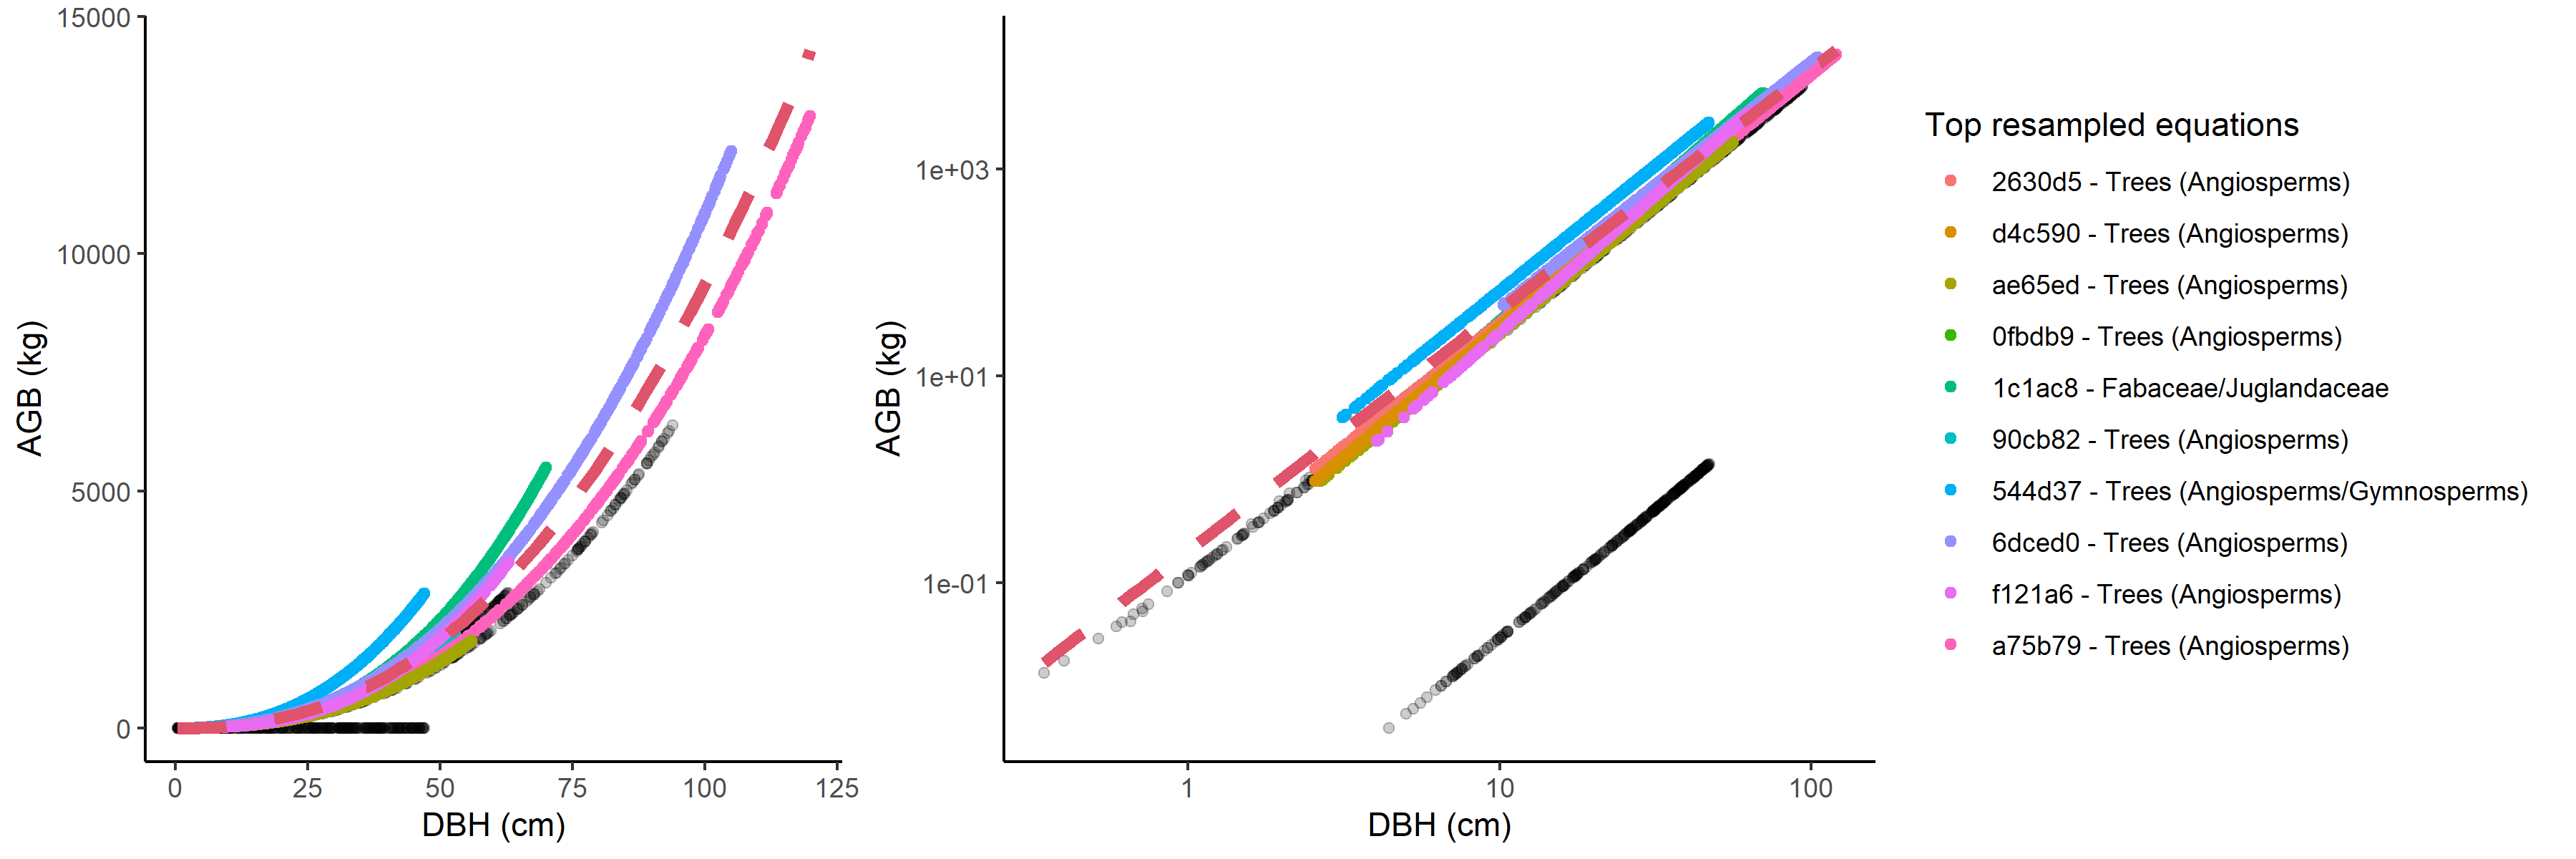 15000
10000
5000
0
AGB (kg)
0 25 50 75 100 125
DBH (cm)
1e+03
1e+01
1e-01
AGB (kg)
1 10 100
DBH (cm)
Top resampled equations
2630d5 - Trees (Angiosperms)
d4c590 - Trees (Angiosperms)
ae65ed - Trees (Angiosperms)
0fbdb9 - Trees (Angiosperms)
1c1ac8 - Fabaceae/Juglandaceae
90cb82 - Trees (Angiosperms)
544d37 - Trees (Angiosperms/Gymnosperms)
6dced0 - Trees (Angiosperms)
f121a6 - Trees (Angiosperms)
a75b79 - Trees (Angiosperms)